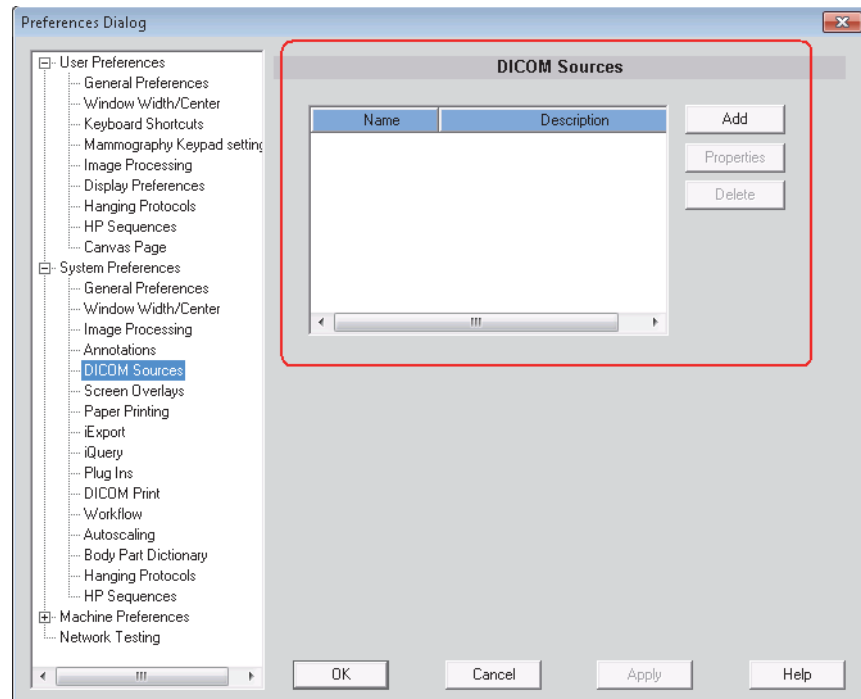 Preferences Dialog
User Preferences
General Preferences
Window Width/Center
Keyboard Shortcuts
Mammography Keypad setting
Image Processing
Display Preferences
Hanging Protocols
HP Sequences
Canvas Page
System Preferences
General Preferences
Window Width/Center
Image Processing
Annotations
DICOM Sources
Screen Overlays
Paper Printing
iExport
iQuery
Plug Ins
DICOM Print
Workflow
Autoscaling
Body Part Dictionary
Hanging Protocols
HP Sequences
Machine Preferences
Network Testing
DICOM Sources
Name Description
Add
Properties
Delete
OK Cancel Apply Help